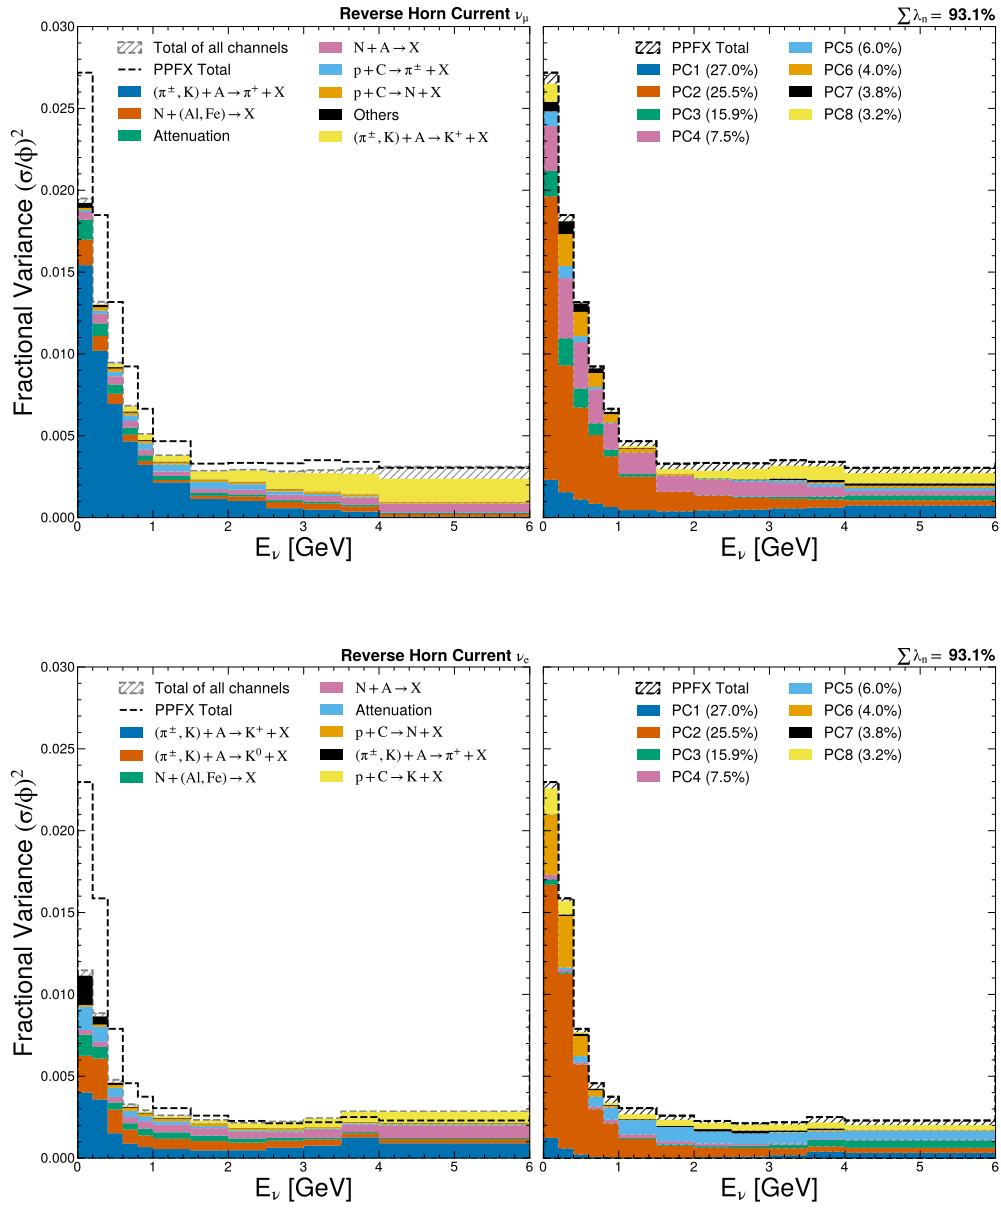 Reverse Horn Current ν_μ
∑ λ_n = 93.1%
Fractional Variance (σ/ϕ)²
0.030
0.025
0.020
0.015
0.010
0.005
0.000
Total of all channels
PPFX Total
(π±, K) + A → π⁺ + X
N + (Al, Fe) → X
Attenuation
N + A → X
p + C → π± + X
p + C → N + X
Others
(π±, K) + A → K⁺ + X
PPFX Total
PC1 (27.0%)
PC2 (25.5%)
PC3 (15.9%)
PC4 (7.5%)
PC5 (6.0%)
PC6 (4.0%)
PC7 (3.8%)
PC8 (3.2%)
0 1 2 3 4 5 6
0 1 2 3 4 5 6
E_ν [GeV]
E_ν [GeV]
Reverse Horn Current ν_e
∑ λ_n = 93.1%
Fractional Variance (σ/ϕ)²
0.030
0.025
0.020
0.015
0.010
0.005
0.000
Total of all channels
PPFX Total
(π±, K) + A → K⁺ + X
(π±, K) + A → K⁰ + X
N + (Al, Fe) → X
N + A → X
Attenuation
p + C → N + X
(π±, K) + A → π⁺ + X
p + C → K + X
PPFX Total
PC1 (27.0%)
PC2 (25.5%)
PC3 (15.9%)
PC4 (7.5%)
PC5 (6.0%)
PC6 (4.0%)
PC7 (3.8%)
PC8 (3.2%)
0 1 2 3 4 5 6
0 1 2 3 4 5 6
E_ν [GeV]
E_ν [GeV]